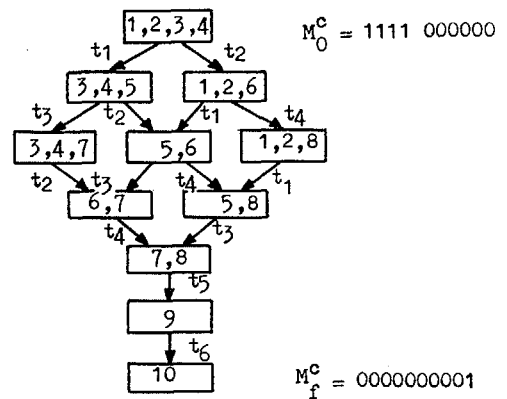 1,2,3,4 M₀ᶜ = 1111 000000
t₁ t₂
3,4,5 1,2,6
t₃ t₂ t₁ t₄
3,4,7 5,6 1,2,8
t₂ t₃ t₄ t₁
6,7 5,8
t₄ t₃
7,8
t₅
9
t₆
10 M_fᶜ = 0000000001